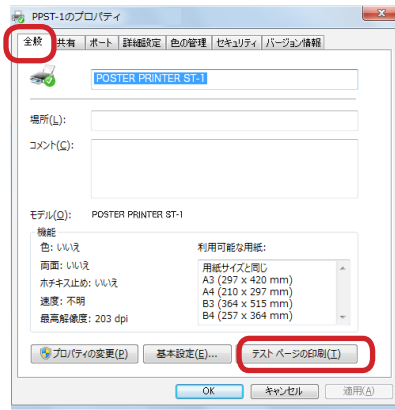 PPST-1のプロパティ
全般 共有 ポート 詳細設定 色の管理 セキュリティ バージョン情報
POSTER PRINTER ST-1
場所(L):
コメント(C):
モデル(O): POSTER PRINTER ST-1
機能
色: いいえ
利用可能な用紙:
両面: いいえ
用紙サイズと同じ
ホチキス止め: いいえ
A3 (297 x 420 mm)
A4 (210 x 297 mm)
速度: 不明
B3 (364 x 515 mm)
最高解像度: 203 dpi
B4 (257 x 364 mm)
プロパティの変更(P) 基本設定(E)... テスト ページの印刷(T)
OK キャンセル 適用(A)